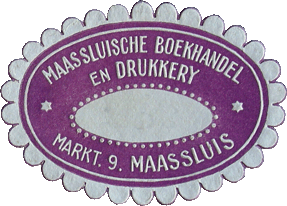 MAASSLUISCHE BOEKHANDEL
EN DRUKKERY
MARKT. 9. MAASSLUIS